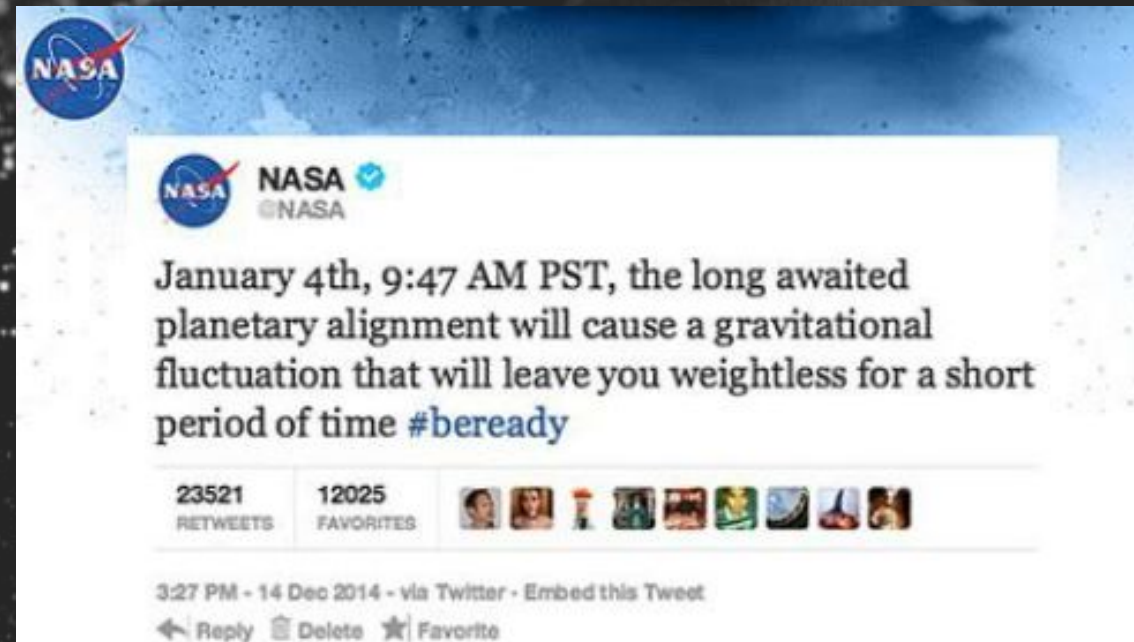 NASA
NASA
NASA
@NASA
January 4th, 9:47 AM PST, the long awaited
planetary alignment will cause a gravitational
fluctuation that will leave you weightless for a short
period of time #beready
23521 12025
RETWEETS FAVORITES
3:27 PM - 14 Dec 2014 - via Twitter · Embed this Tweet
Reply Delete Favorite